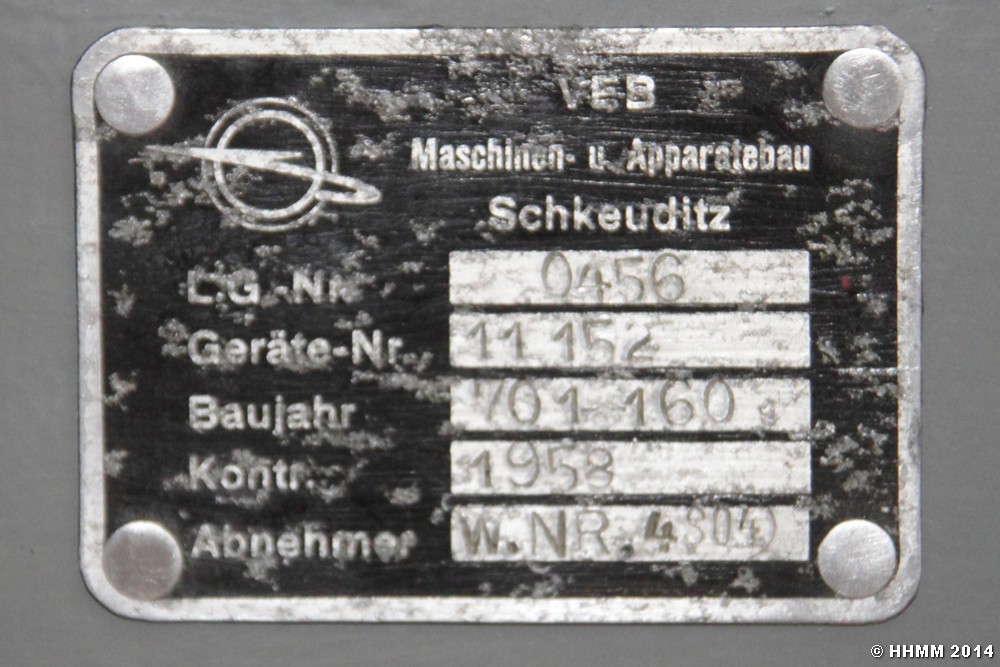 VEB
Maschinen- u. Apparatebau
Schkeuditz
L.G.-Nr. 0456
Geräte-Nr. 11 152
Baujahr 701 160
Kontr. 1958
Abnehmer W.NR.4
© HHMM 2014